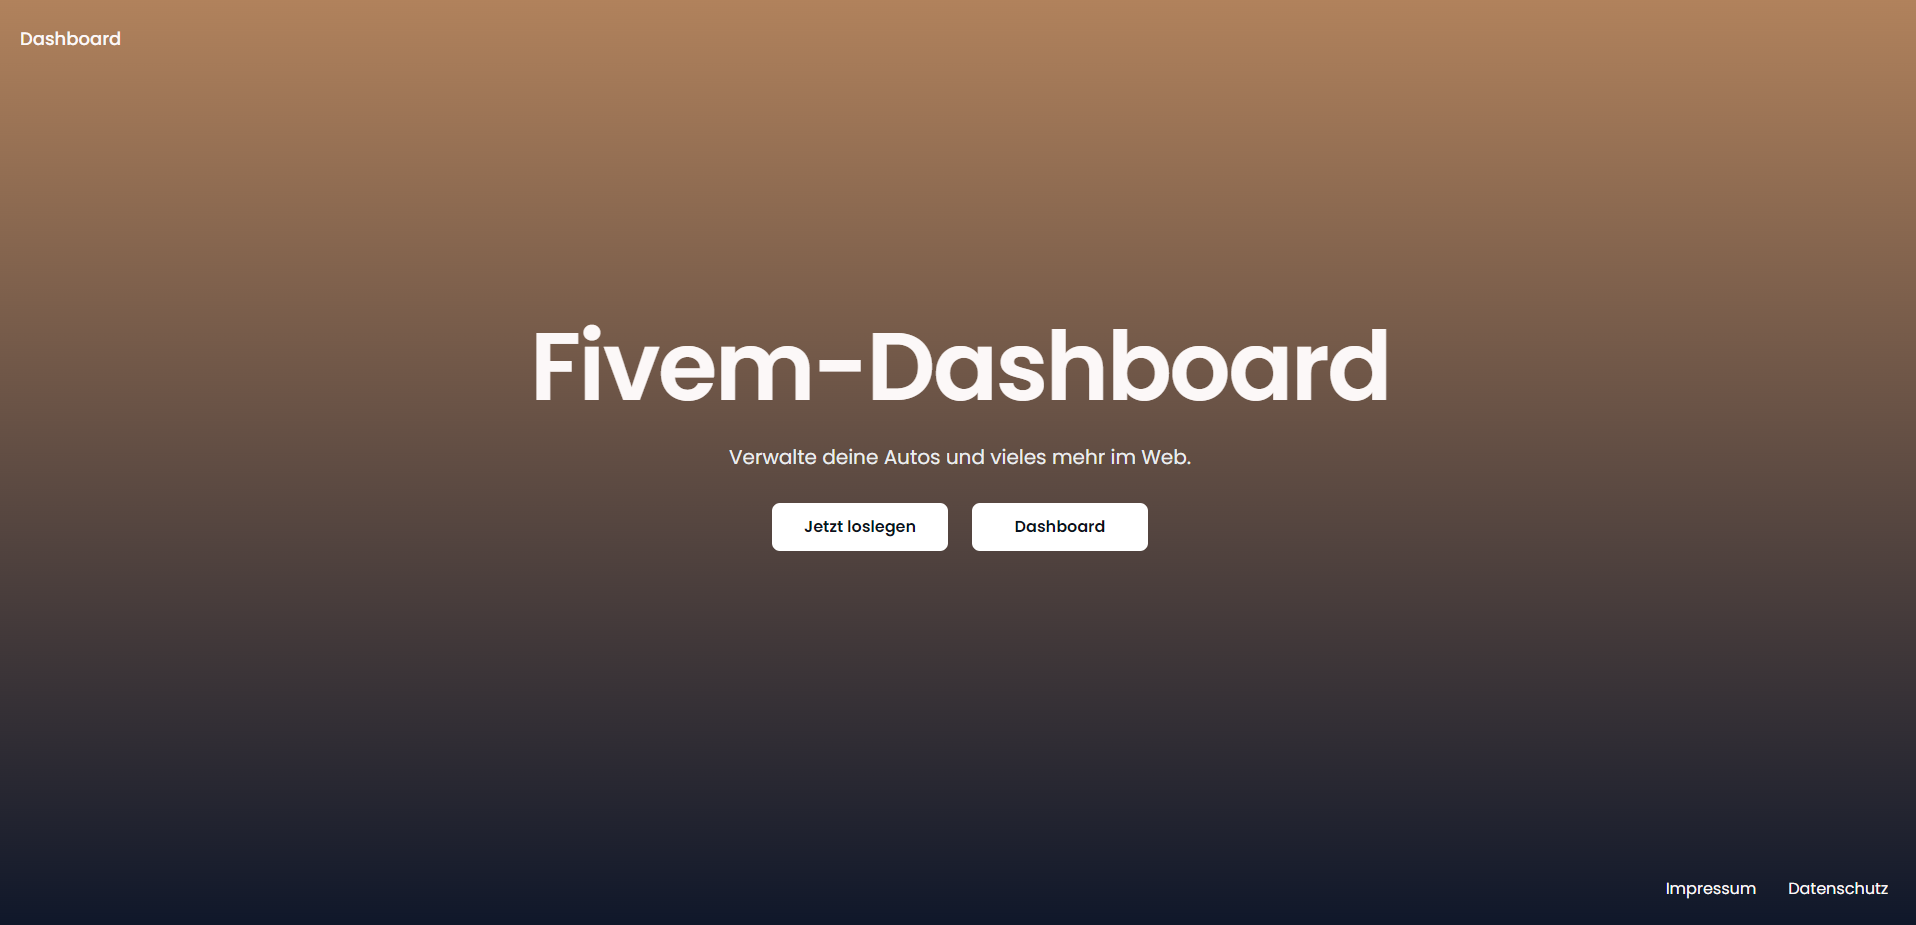 Dashboard
Fivem-Dashboard
Verwalte deine Autos und vieles mehr im Web.
Jetzt loslegen Dashboard
Impressum Datenschutz